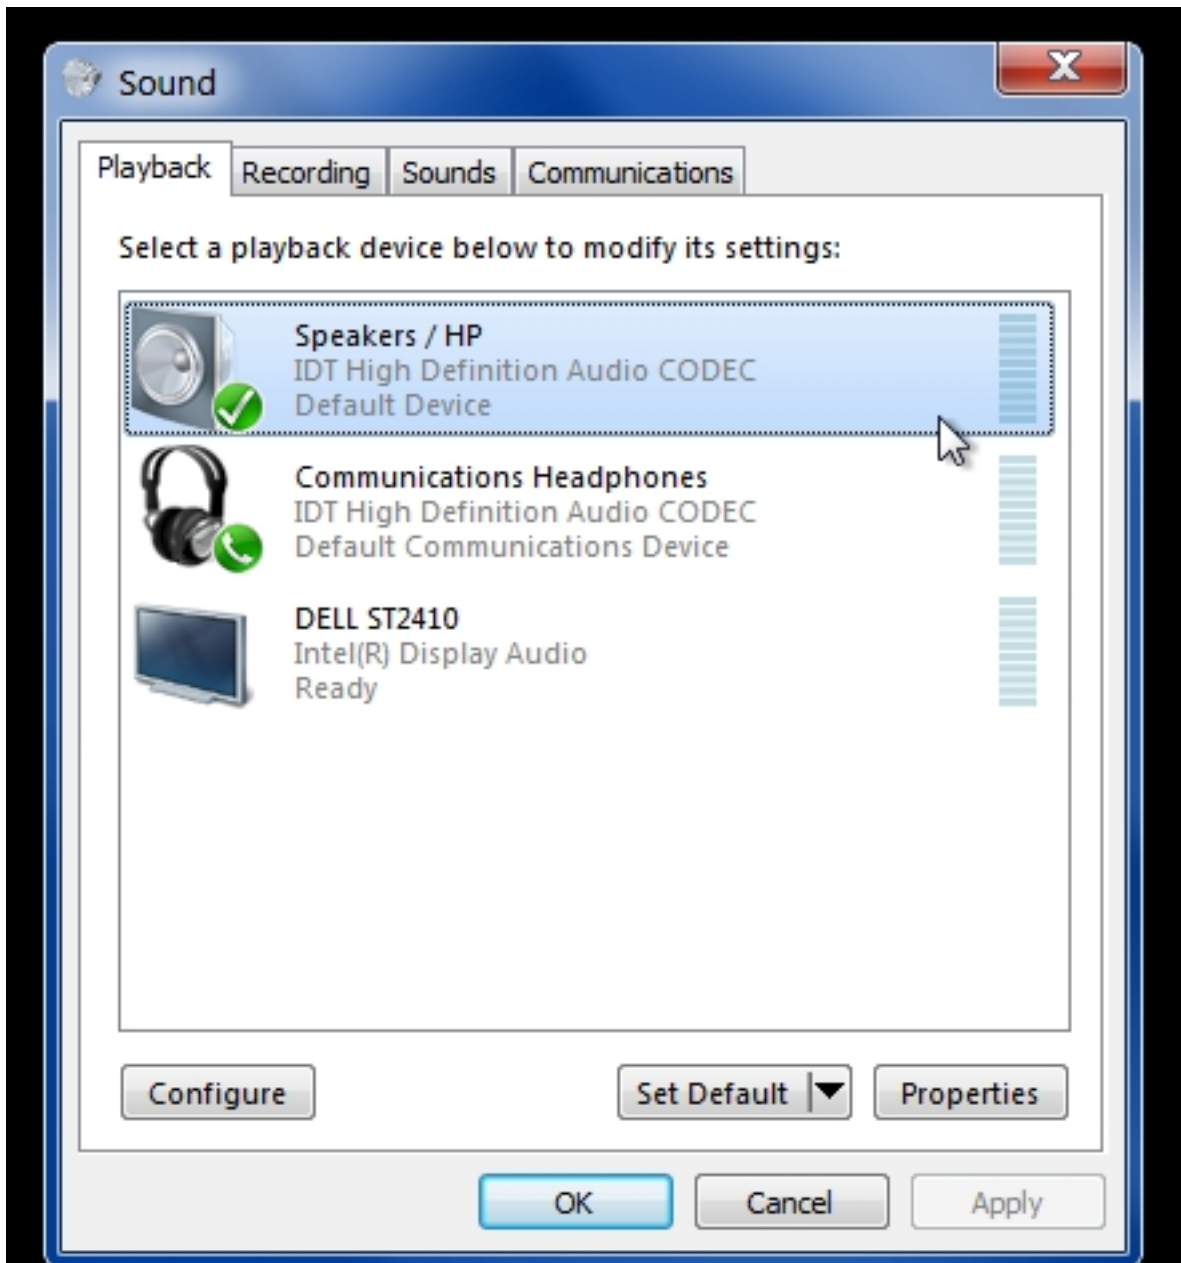 Sound
X
Playback
Recording
Sounds
Communications
Select a playback device below to modify its settings:
Speakers / HP
IDT High Definition Audio CODEC
Default Device
Communications Headphones
IDT High Definition Audio CODEC
Default Communications Device
DELL ST2410
Intel(R) Display Audio
Ready
Configure
Set Default
Properties
OK
Cancel
Apply